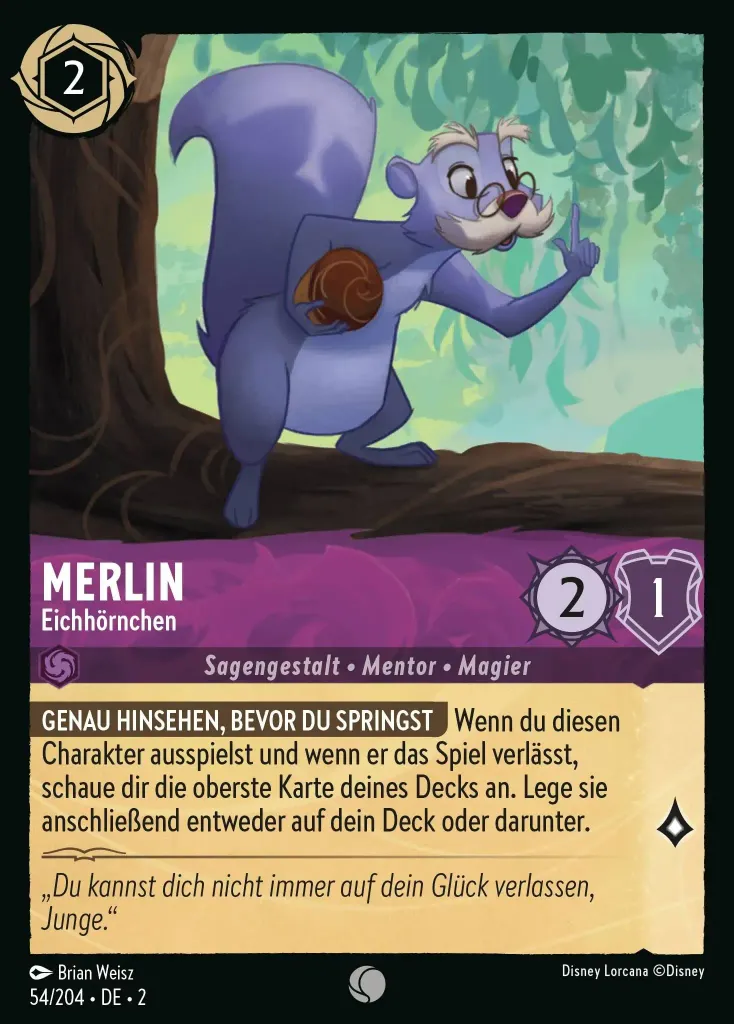 2
MERLIN
Eichhörnchen
2
1
Sagengestalt • Mentor • Magier
GENAU HINSEHEN, BEVOR DU SPRINGST Wenn du diesen
Charakter ausspielst und wenn er das Spiel verlässt,
schaue dir die oberste Karte deines Decks an. Lege sie
anschließend entweder auf dein Deck oder darunter.
„Du kannst dich nicht immer auf dein Glück verlassen,
Junge.“
Brian Weisz
Disney Lorcana ©Disney
54/204 • DE • 2